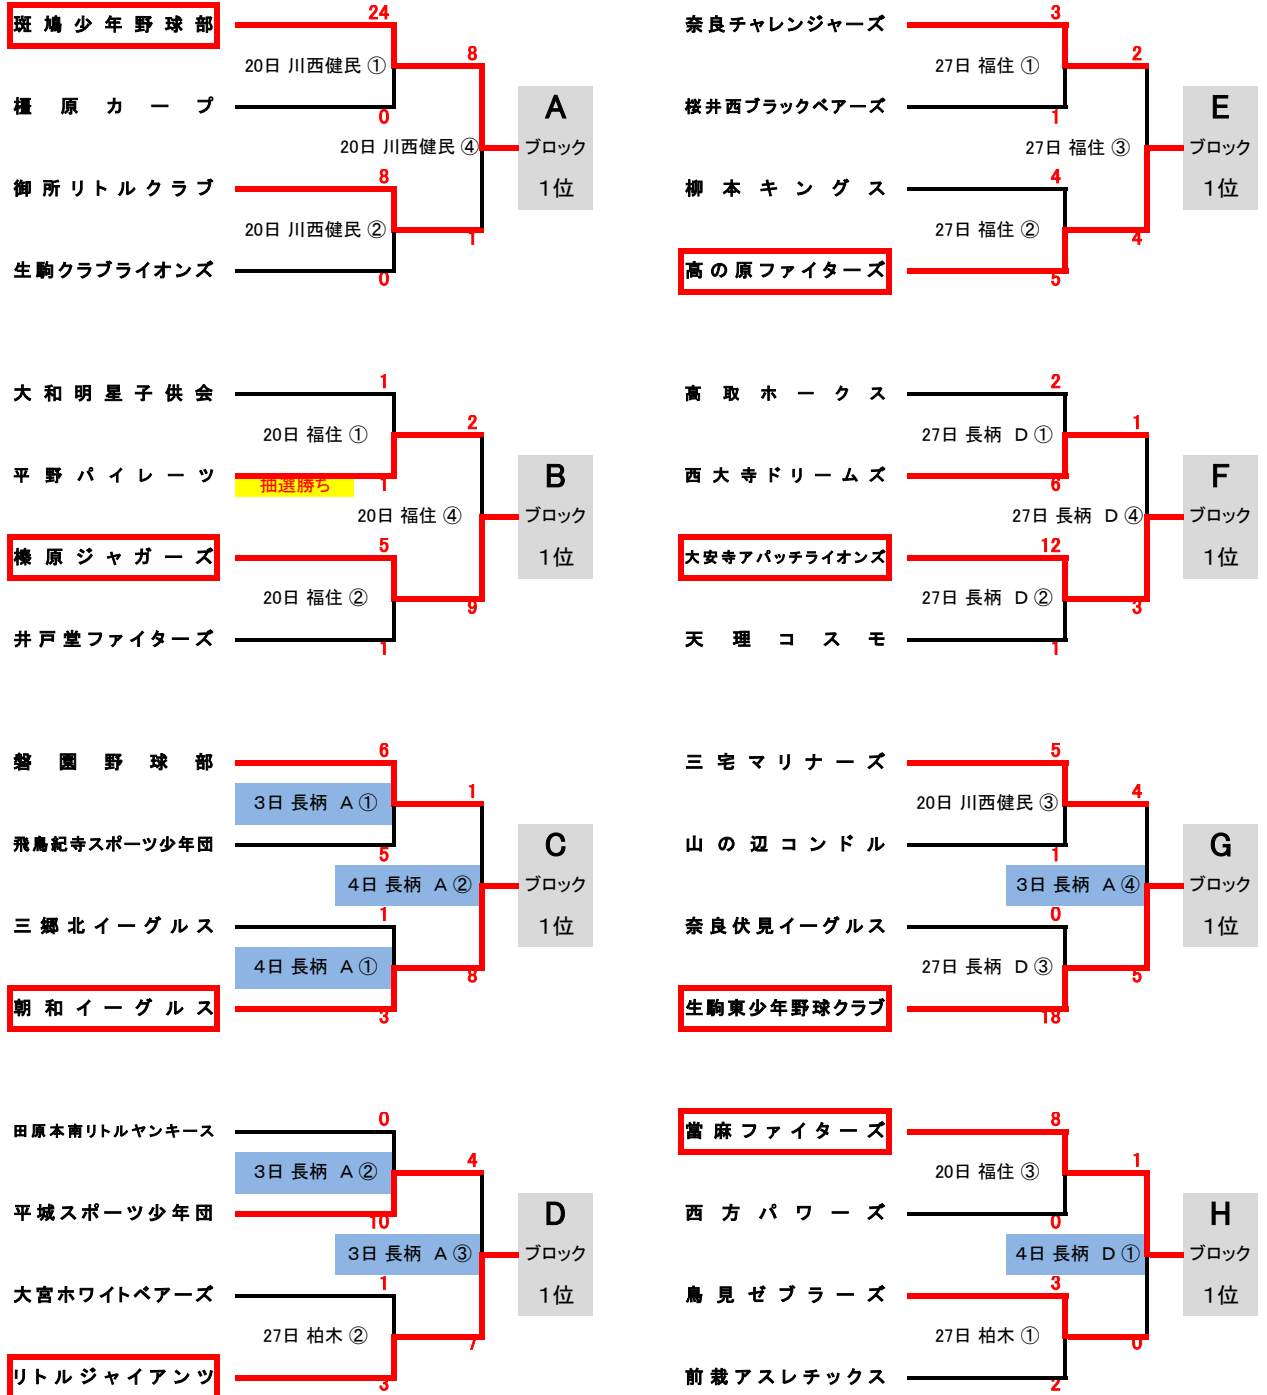 斑鳩少年野球部
24
20日 川西健民 ①
8
橿原カープ
0
A
ブロック
1位
20日 川西健民 ④
御所リトルクラブ
8
20日 川西健民 ②
1
生駒クラブライオンズ
0
大和明星子供会
1
20日 福住 ①
2
平野パイレーツ
1
抽選勝ち
B
ブロック
1位
20日 福住 ④
榛原ジャガーズ
5
20日 福住 ②
9
井戸堂ファイターズ
1
磐園野球部
6
3日 長柄 A ①
1
飛鳥紀寺スポーツ少年団
5
C
ブロック
1位
4日 長柄 A ②
三郷北イーグルス
1
4日 長柄 A ①
8
朝和イーグルス
3
田原本南リトルヤンキース
0
3日 長柄 A ②
4
平城スポーツ少年団
10
D
ブロック
1位
3日 長柄 A ③
大宮ホワイトベアーズ
1
27日 柏木 ②
7
リトルジャイアンツ
3
奈良チャレンジャーズ
3
27日 福住 ①
2
桜井西ブラックベアーズ
1
E
ブロック
1位
27日 福住 ③
柳本キングス
4
27日 福住 ②
4
高の原ファイターズ
5
高取ホークス
2
27日 長柄 D ①
1
西大寺ドリームズ
6
F
ブロック
1位
27日 長柄 D ④
大安寺アパッチライオンズ
12
27日 長柄 D ②
3
天理コスモ
1
三宅マリナーズ
5
20日 川西健民 ③
4
山の辺コンドル
1
G
ブロック
1位
3日 長柄 A ④
奈良伏見イーグルス
0
27日 長柄 D ③
5
生駒東少年野球クラブ
18
當麻ファイターズ
8
20日 福住 ③
1
西方パワーズ
0
H
ブロック
1位
4日 長柄 D ①
鳥見ゼブラーズ
3
27日 柏木 ①
0
前栽アスレチックス
2